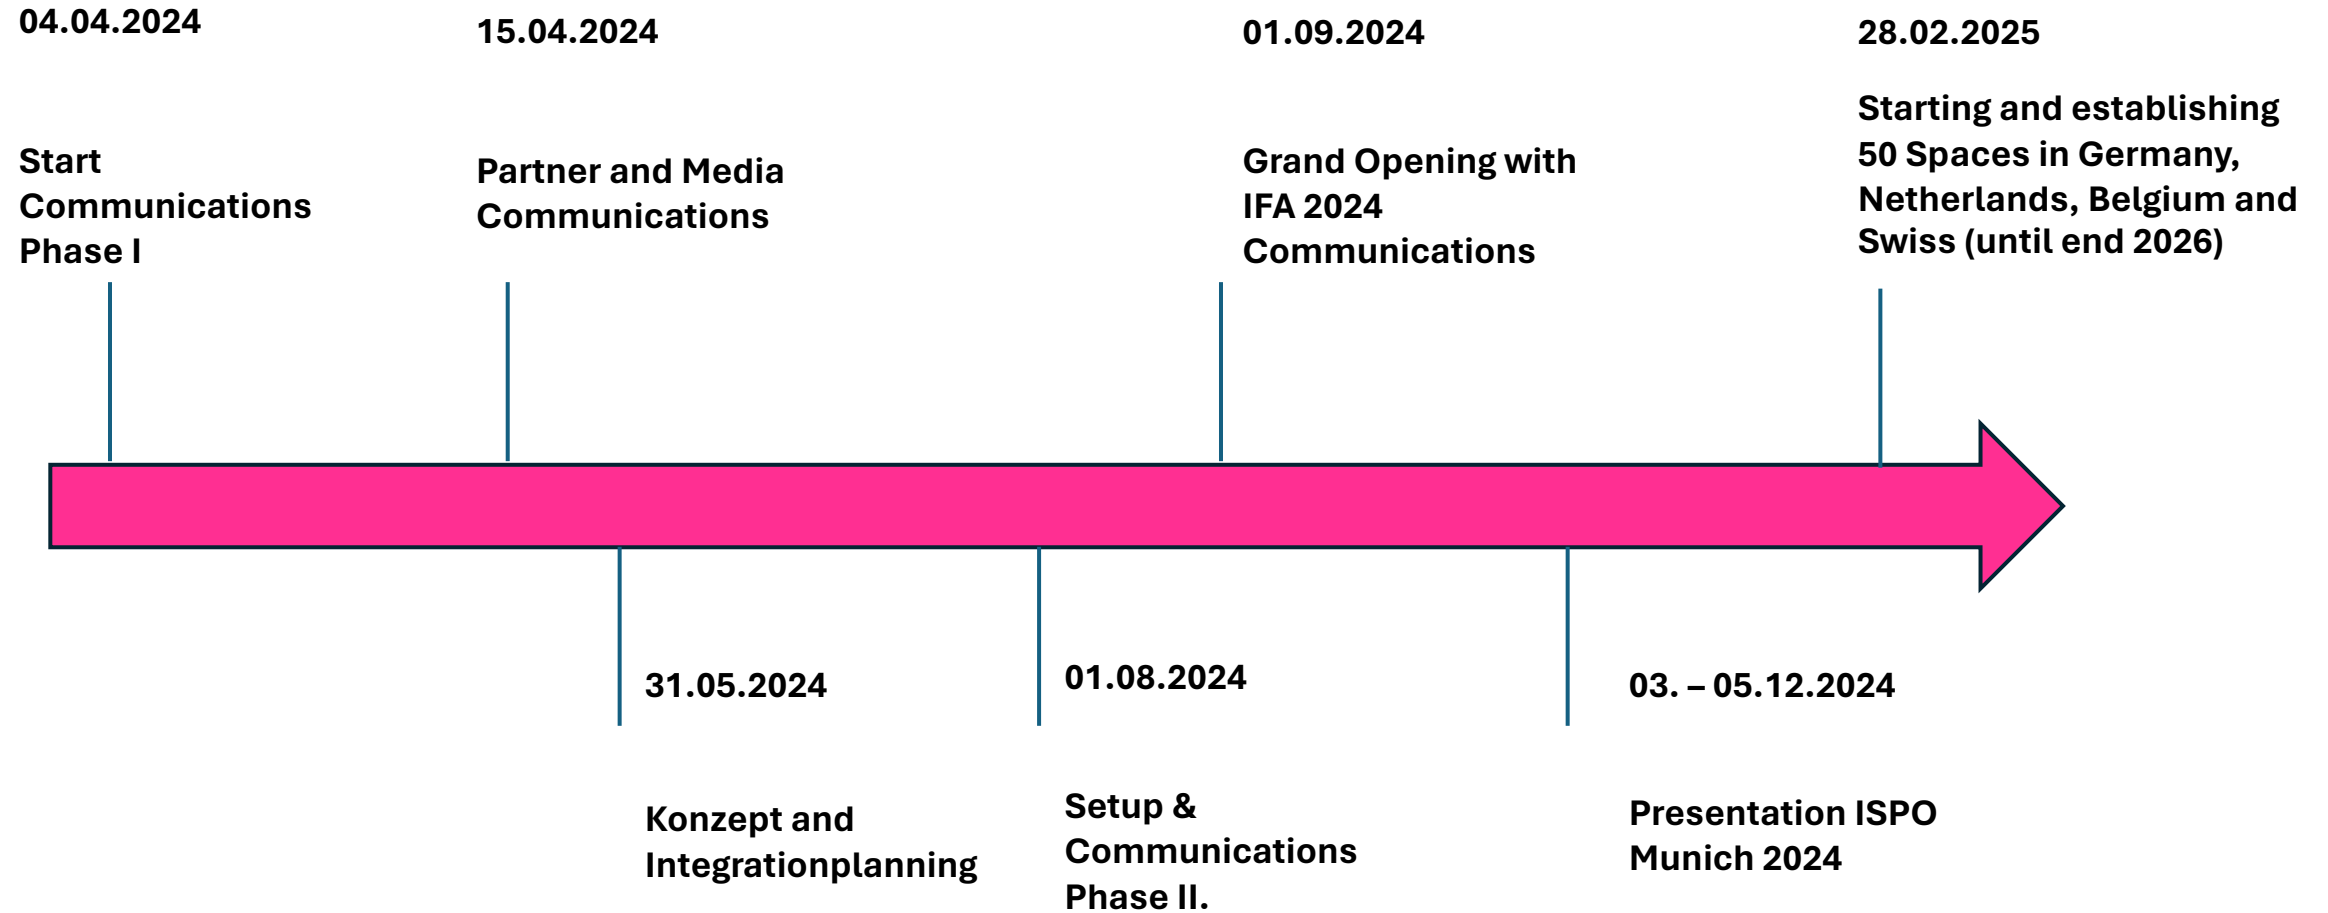 04.04.2024
Start
Communications
Phase I
15.04.2024
Partner and Media
Communications
01.09.2024
Grand Opening with
IFA 2024
Communications
28.02.2025
Starting and establishing
50 Spaces in Germany,
Netherlands, Belgium and
Swiss (until end 2026)
31.05.2024
Konzept and
Integrationplanning
01.08.2024
Setup &
Communications
Phase II.
03. – 05.12.2024
Presentation ISPO
Munich 2024